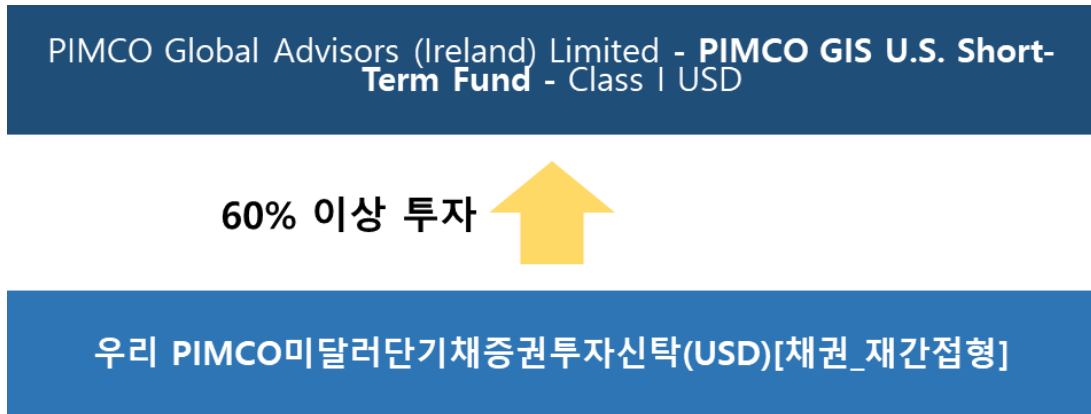 PIMCO Global Advisors (Ireland) Limited - PIMCO GIS U.S. Short-
Term Fund - Class I USD
60% 이상 투자
우리 PIMCO미달러단기채증권투자신탁(USD)[채권_재간접형]